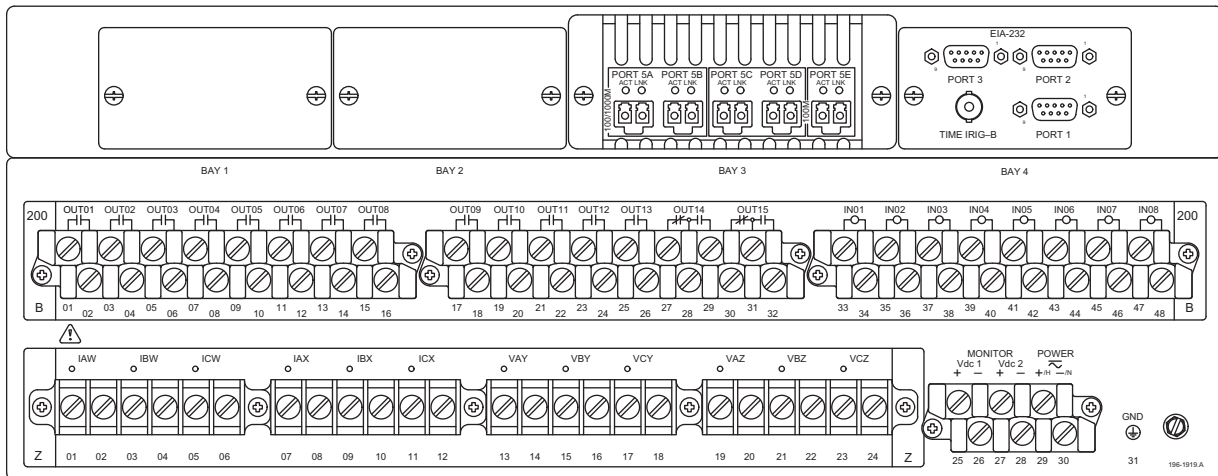 EIA-232
PORT 5A PORT 5B PORT 5C PORT 5D PORT 5E
ACT LNK ACT LNK ACT LNK ACT LNK ACT LNK
1 1
9 9
PORT 3 PORT 2
100/1000M 100M
1
9
TIME IRIG–B PORT 1
BAY 1 BAY 2 BAY 3 BAY 4
200 OUT01 OUT02 OUT03 OUT04 OUT05 OUT06 OUT07 OUT08 OUT09 OUT10 OUT11 OUT12 OUT13 OUT14 OUT15 IN01 IN02 IN03 IN04 IN05 IN06 IN07 IN08 200
B 01 02 03 04 05 06 07 08 09 10 11 12 13 14 15 16 17 18 19 20 21 22 23 24 25 26 27 28 29 30 31 32 33 34 35 36 37 38 39 40 41 42 43 44 45 46 47 48 B
IAW IBW ICW IAX IBX ICX VAY VBY VCY VAZ VBZ VCZ
MONITOR POWER
Vdc 1 Vdc 2
+ – + – +/H –/N
GND
Z 01 02 03 04 05 06 07 08 09 10 11 12 13 14 15 16 17 18 19 20 21 22 23 24 Z 25 26 27 28 29 30 31
196-1919.A